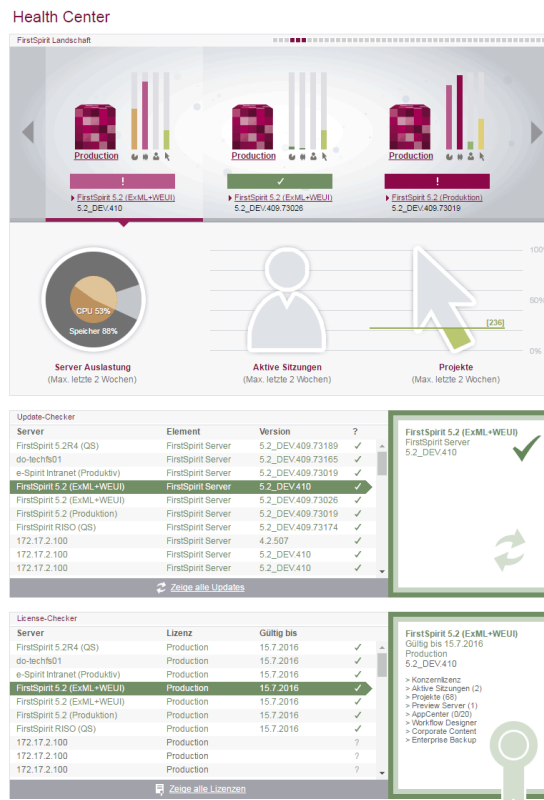 Health Center
FirstSpirit Landschaft
Production Production Production
! ✓ !
FirstSpirit 5.2 (ExML+WEUI) FirstSpirit 5.2 (ExML+WEUI) FirstSpirit 5.2 (Produktion)
5.2_DEV.410 5.2_DEV.409.73026 5.2_DEV.409.73019
100%
CPU 53%
50%
[236]
Speicher 88%
0%
Server Auslastung Aktive Sitzungen Projekte
(Max. letzte 2 Wochen) (Max. letzte 2 Wochen) (Max. letzte 2 Wochen)
Update-Checker
Server Element Version ?
FirstSpirit 5.2R4 (QS) FirstSpirit Server 5.2_DEV.409.73189 ✓
do-techfs01 FirstSpirit Server 5.2_DEV.409.73165 ✓
e-Spirit Intranet (Produktiv) FirstSpirit Server 5.2_DEV.409.73019 ✓
FirstSpirit 5.2 (ExML+WEUI) FirstSpirit Server 5.2_DEV.410 ✓
FirstSpirit 5.2 (ExML+WEUI) FirstSpirit Server 5.2_DEV.409.73026 ✓
FirstSpirit 5.2 (Produktion) FirstSpirit Server 5.2_DEV.409.73019 ✓
FirstSpirit RISO (QS) FirstSpirit Server 5.2_DEV.409.73174 ✓
172.17.2.100 FirstSpirit Server 4.2.507 ✓
172.17.2.100 FirstSpirit Server 5.2_DEV.410 ✓
172.17.2.100 FirstSpirit Server 5.2_DEV.410 ✓
Zeige alle Updates
FirstSpirit 5.2 (ExML+WEUI)
FirstSpirit Server
5.2_DEV.410
License-Checker
Server Lizenz Gültig bis
FirstSpirit 5.2R4 (QS) Production 15.7.2016 ✓
do-techfs01 Production 15.7.2016 ✓
e-Spirit Intranet (Produktiv) Production 15.7.2016 ✓
FirstSpirit 5.2 (ExML+WEUI) Production 15.7.2016 ✓
FirstSpirit 5.2 (ExML+WEUI) Production 15.7.2016 ✓
FirstSpirit 5.2 (Produktion) Production 15.7.2016 ✓
FirstSpirit RISO (QS) Production 15.7.2016 ✓
172.17.2.100 Production ?
172.17.2.100 Production ?
172.17.2.100 Production ?
Zeige alle Lizenzen
FirstSpirit 5.2 (ExML+WEUI)
Gültig bis 15.7.2016
Production
5.2_DEV.410
> Konzernlizenz
> Aktive Sitzungen (2)
> Projekte (68)
> Preview Server (1)
> AppCenter (0/20)
> Workflow Designer
> Corporate Content
> Enterprise Backup